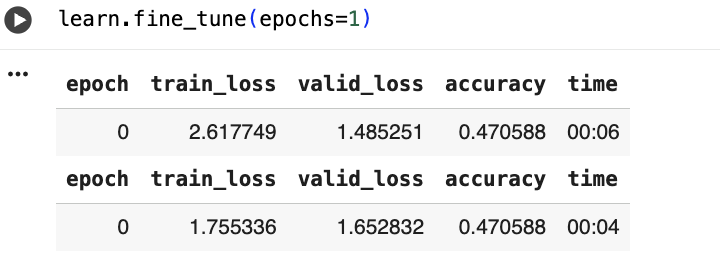 learn.fine_tune(epochs=1)
epoch train_loss valid_loss accuracy time
0 2.617749 1.485251 0.470588 00:06
epoch train_loss valid_loss accuracy time
0 1.755336 1.652832 0.470588 00:04